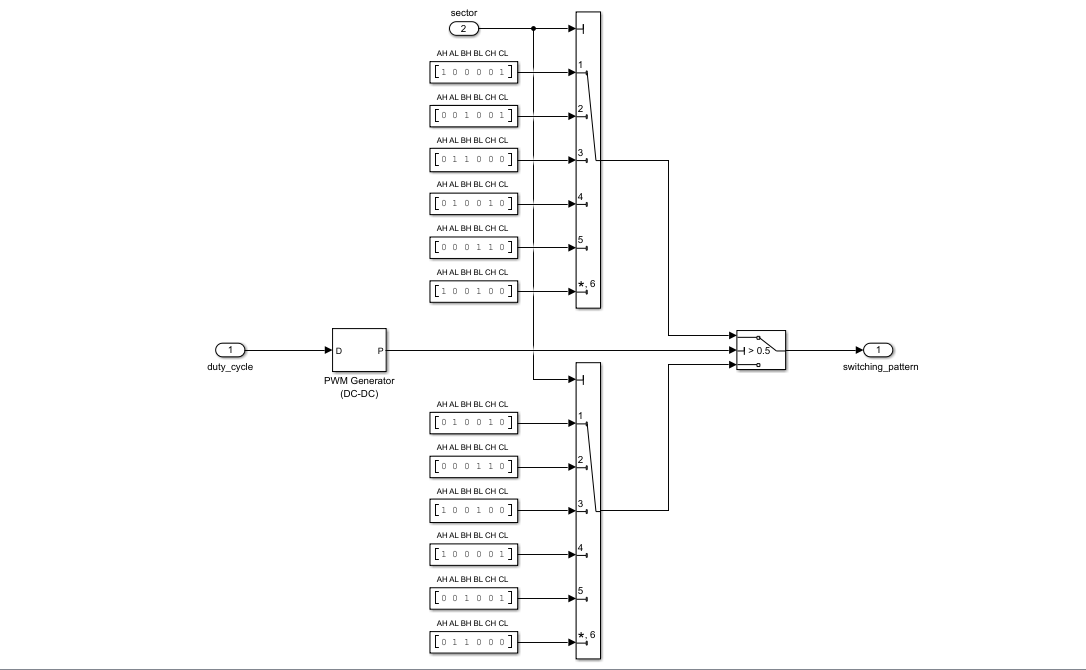 sector
2
AH AL BH BL CH CL
[1 0 0 0 0 1]
1
AH AL BH BL CH CL
[0 0 1 0 0 1]
2
AH AL BH BL CH CL
[0 1 1 0 0 0]
3
AH AL BH BL CH CL
[0 1 0 0 1 0]
4
AH AL BH BL CH CL
[0 0 0 1 1 0]
5
AH AL BH BL CH CL
[1 0 0 1 0 0]
*, 6
1
duty_cycle
D P
PWM Generator
(DC-DC)
> 0.5
1
switching_pattern
AH AL BH BL CH CL
[0 1 0 0 1 0]
1
AH AL BH BL CH CL
[0 0 0 1 1 0]
2
AH AL BH BL CH CL
[1 0 0 1 0 0]
3
AH AL BH BL CH CL
[1 0 0 0 0 1]
4
AH AL BH BL CH CL
[0 0 1 0 0 1]
5
AH AL BH BL CH CL
[0 1 1 0 0 0]
*, 6